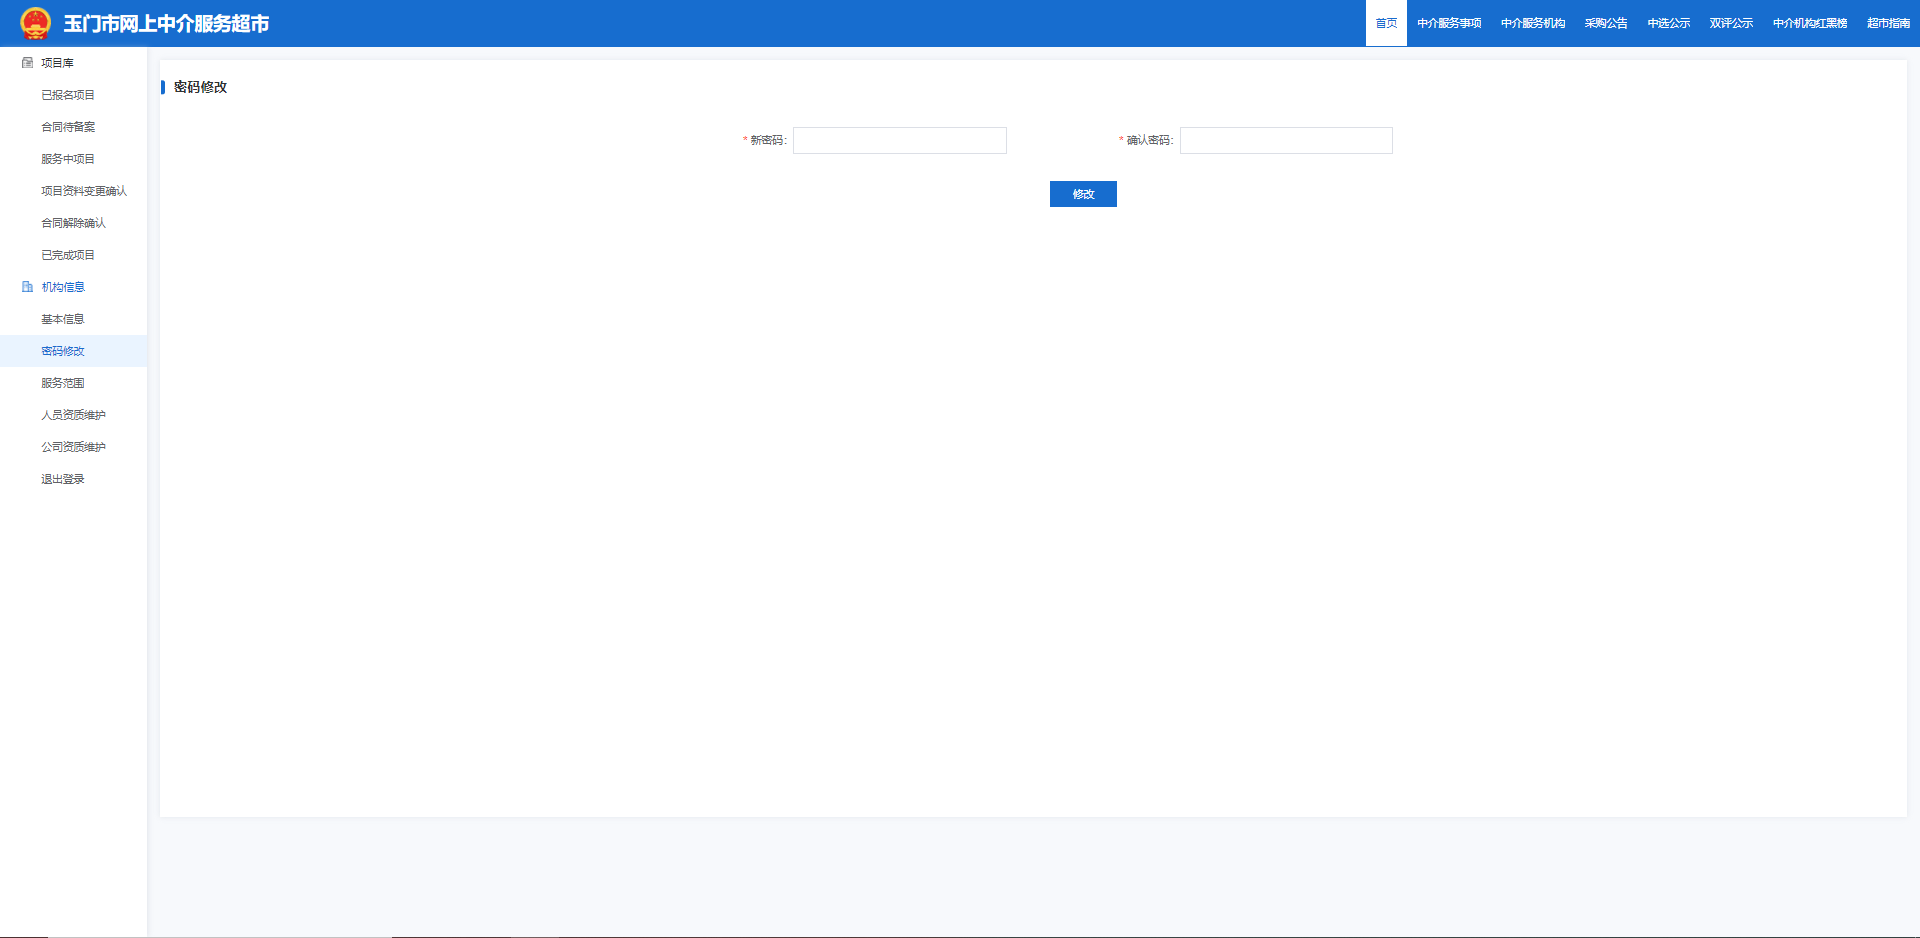 玉门市网上中介服务超市
首页 中介服务事项 中介服务机构 采购公告 中选公示 双评公示 中介机构红黑榜 超市指南
项目库
已报名项目
合同待备案
服务中项目
项目资料变更确认
合同解除确认
已完成项目
机构信息
基本信息
密码修改
服务范围
人员资质维护
公司资质维护
退出登录
密码修改
* 新密码: * 确认密码:
修改